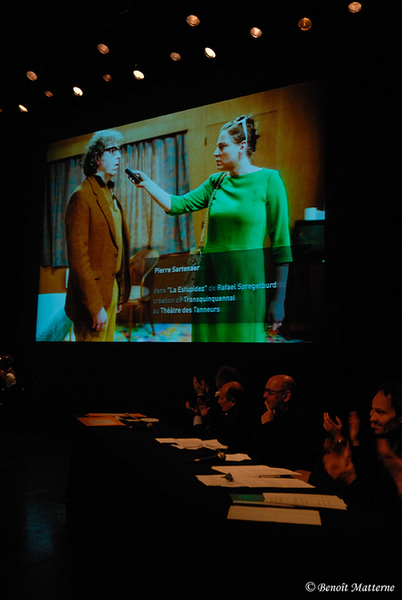 Pierre Sartenaer
dans "La Estupidez" de Rafael Spregelburd
création de Transquinquennal
au Théâtre des Tanneurs
© Benoît Matterne